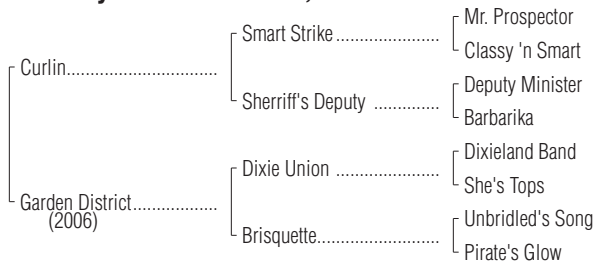 Mr. Prospector
Smart Strike....................
Classy 'n Smart
Curlin..............................
Deputy Minister
Sherriff's Deputy .............
Barbarika
Dixieland Band
Dixie Union ....................
She's Tops
Garden District.................
(2006)
Unbridled's Song
Brisquette........................
Pirate's Glow